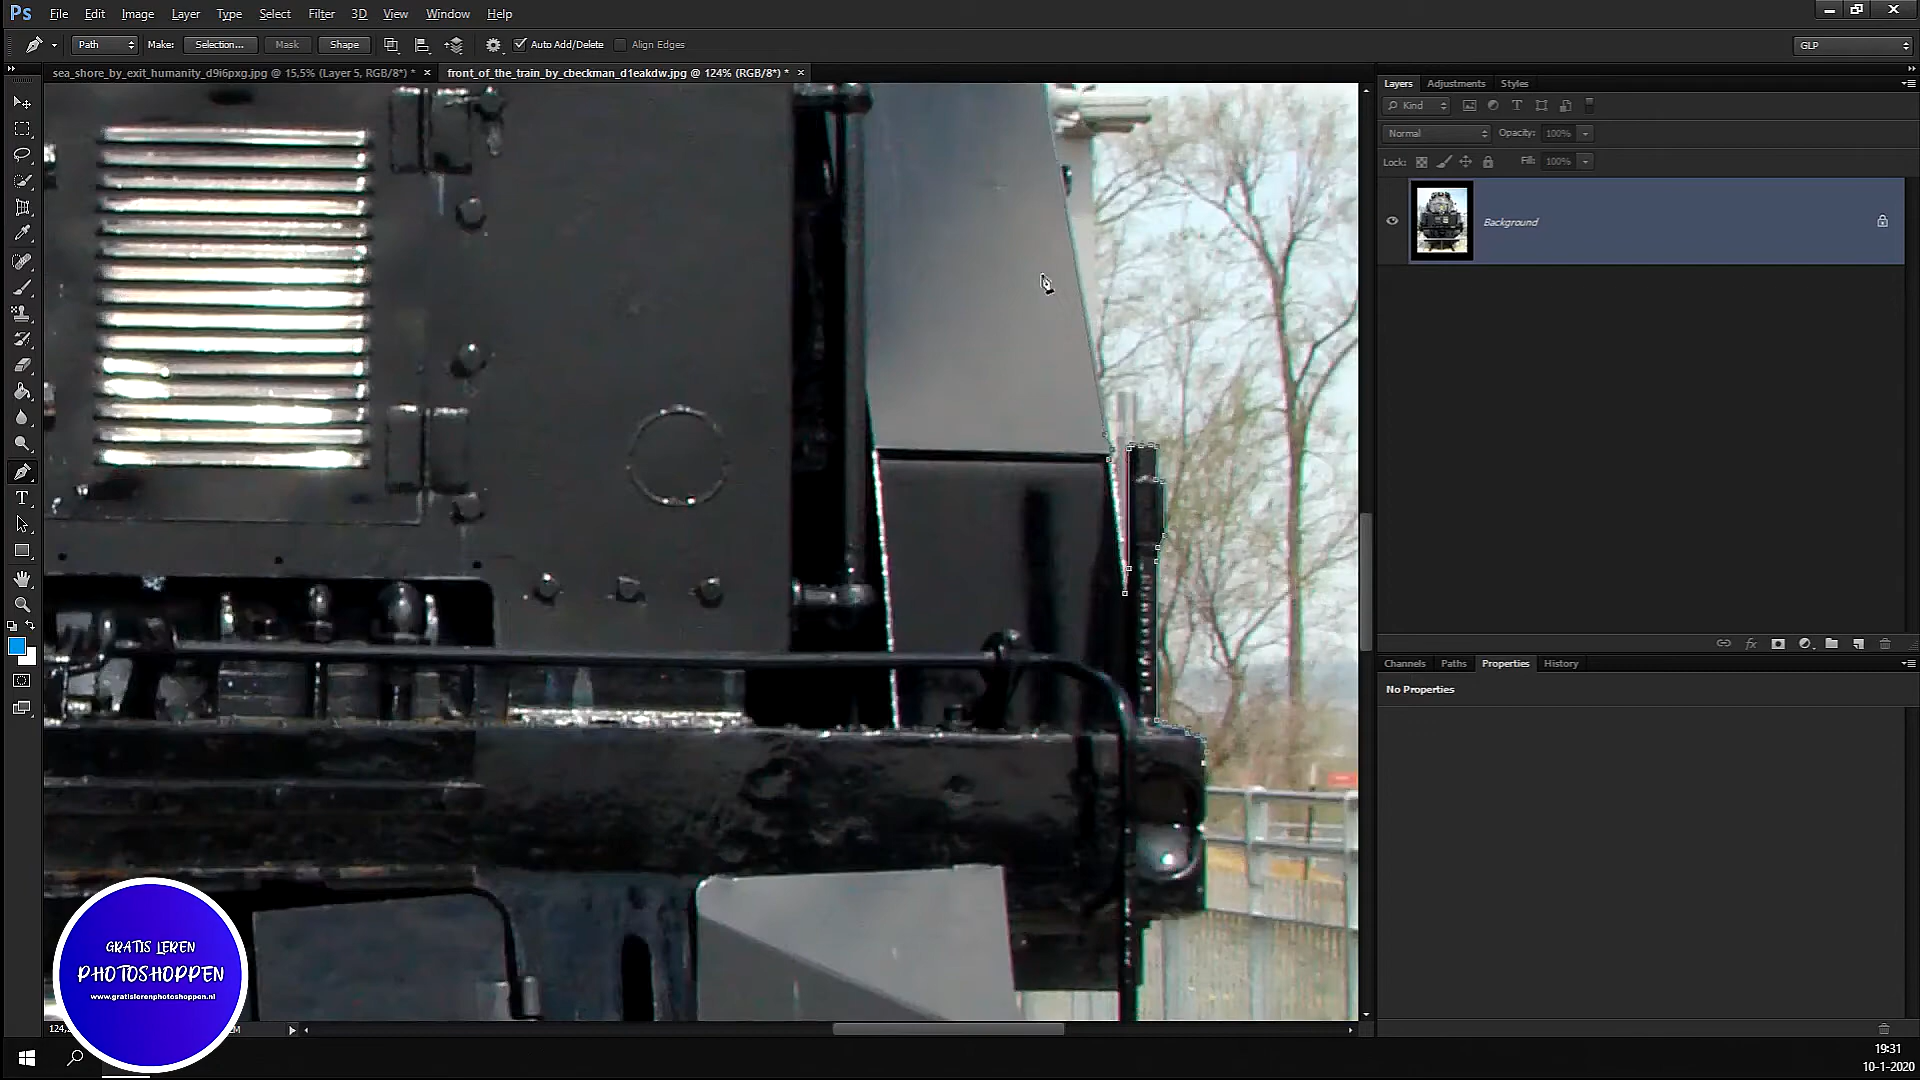 Ps File Edit Image Layer Type Select Filter 3D View Window Help
Path Make: Selection... Mask Shape Auto Add/Delete Align Edges GLP
sea_shore_by_exit_humanity_d9i6pxg.jpg @ 15,5% (Layer 5, RGB/8*) * × front_of_the_train_by_cbeckman_d1eakdw.jpg @ 124% (RGB/8*) * ×
Layers Adjustments Styles
Kind
Normal Opacity: 100%
Lock: Fill: 100%
Background
Channels Paths Properties History
No Properties
GRATIS LEREN
PHOTOSHOPPEN
www.gratislerenphotoshoppen.nl
19:31
10-1-2020